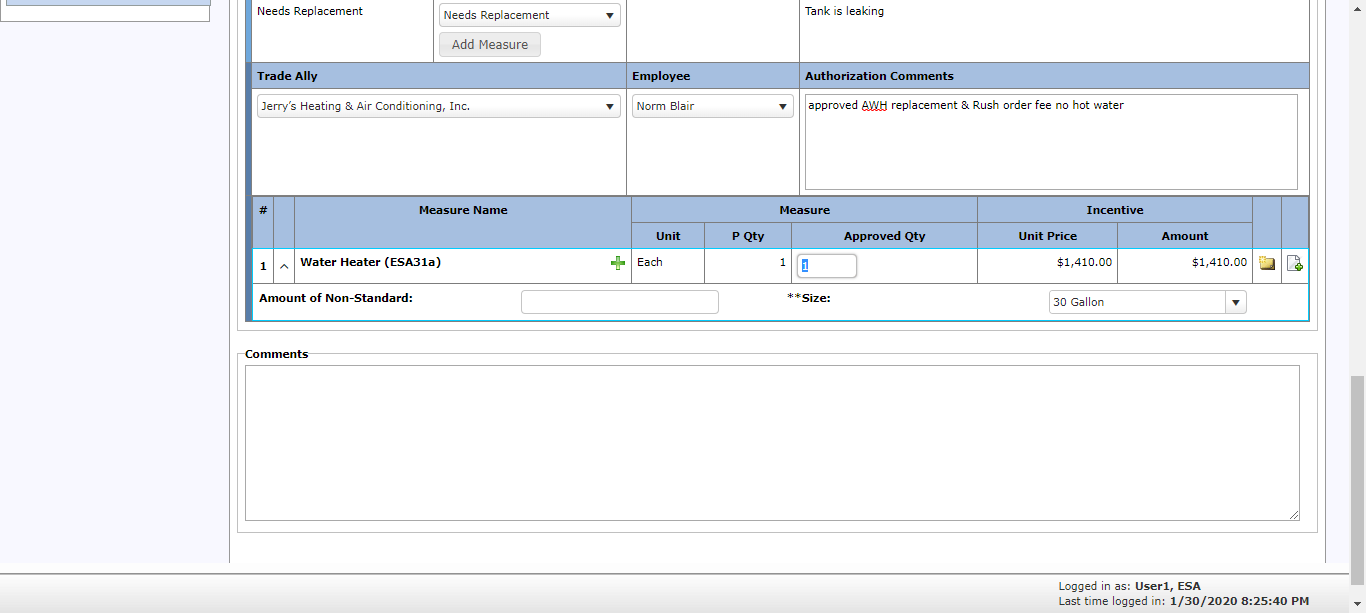 Needs Replacement
Needs Replacement
Tank is leaking
Add Measure
Trade Ally
Employee
Authorization Comments
Jerry's Heating & Air Conditioning, Inc.
Norm Blair
approved AWH replacement & Rush order fee no hot water
#
Measure Name
Measure
Incentive
Unit
P Qty
Approved Qty
Unit Price
Amount
1
Water Heater (ESA31a)
Each
1
1
$1,410.00
$1,410.00
Amount of Non-Standard:
**Size:
30 Gallon
Comments
Logged in as: User1, ESA
Last time logged in: 1/30/2020 8:25:40 PM